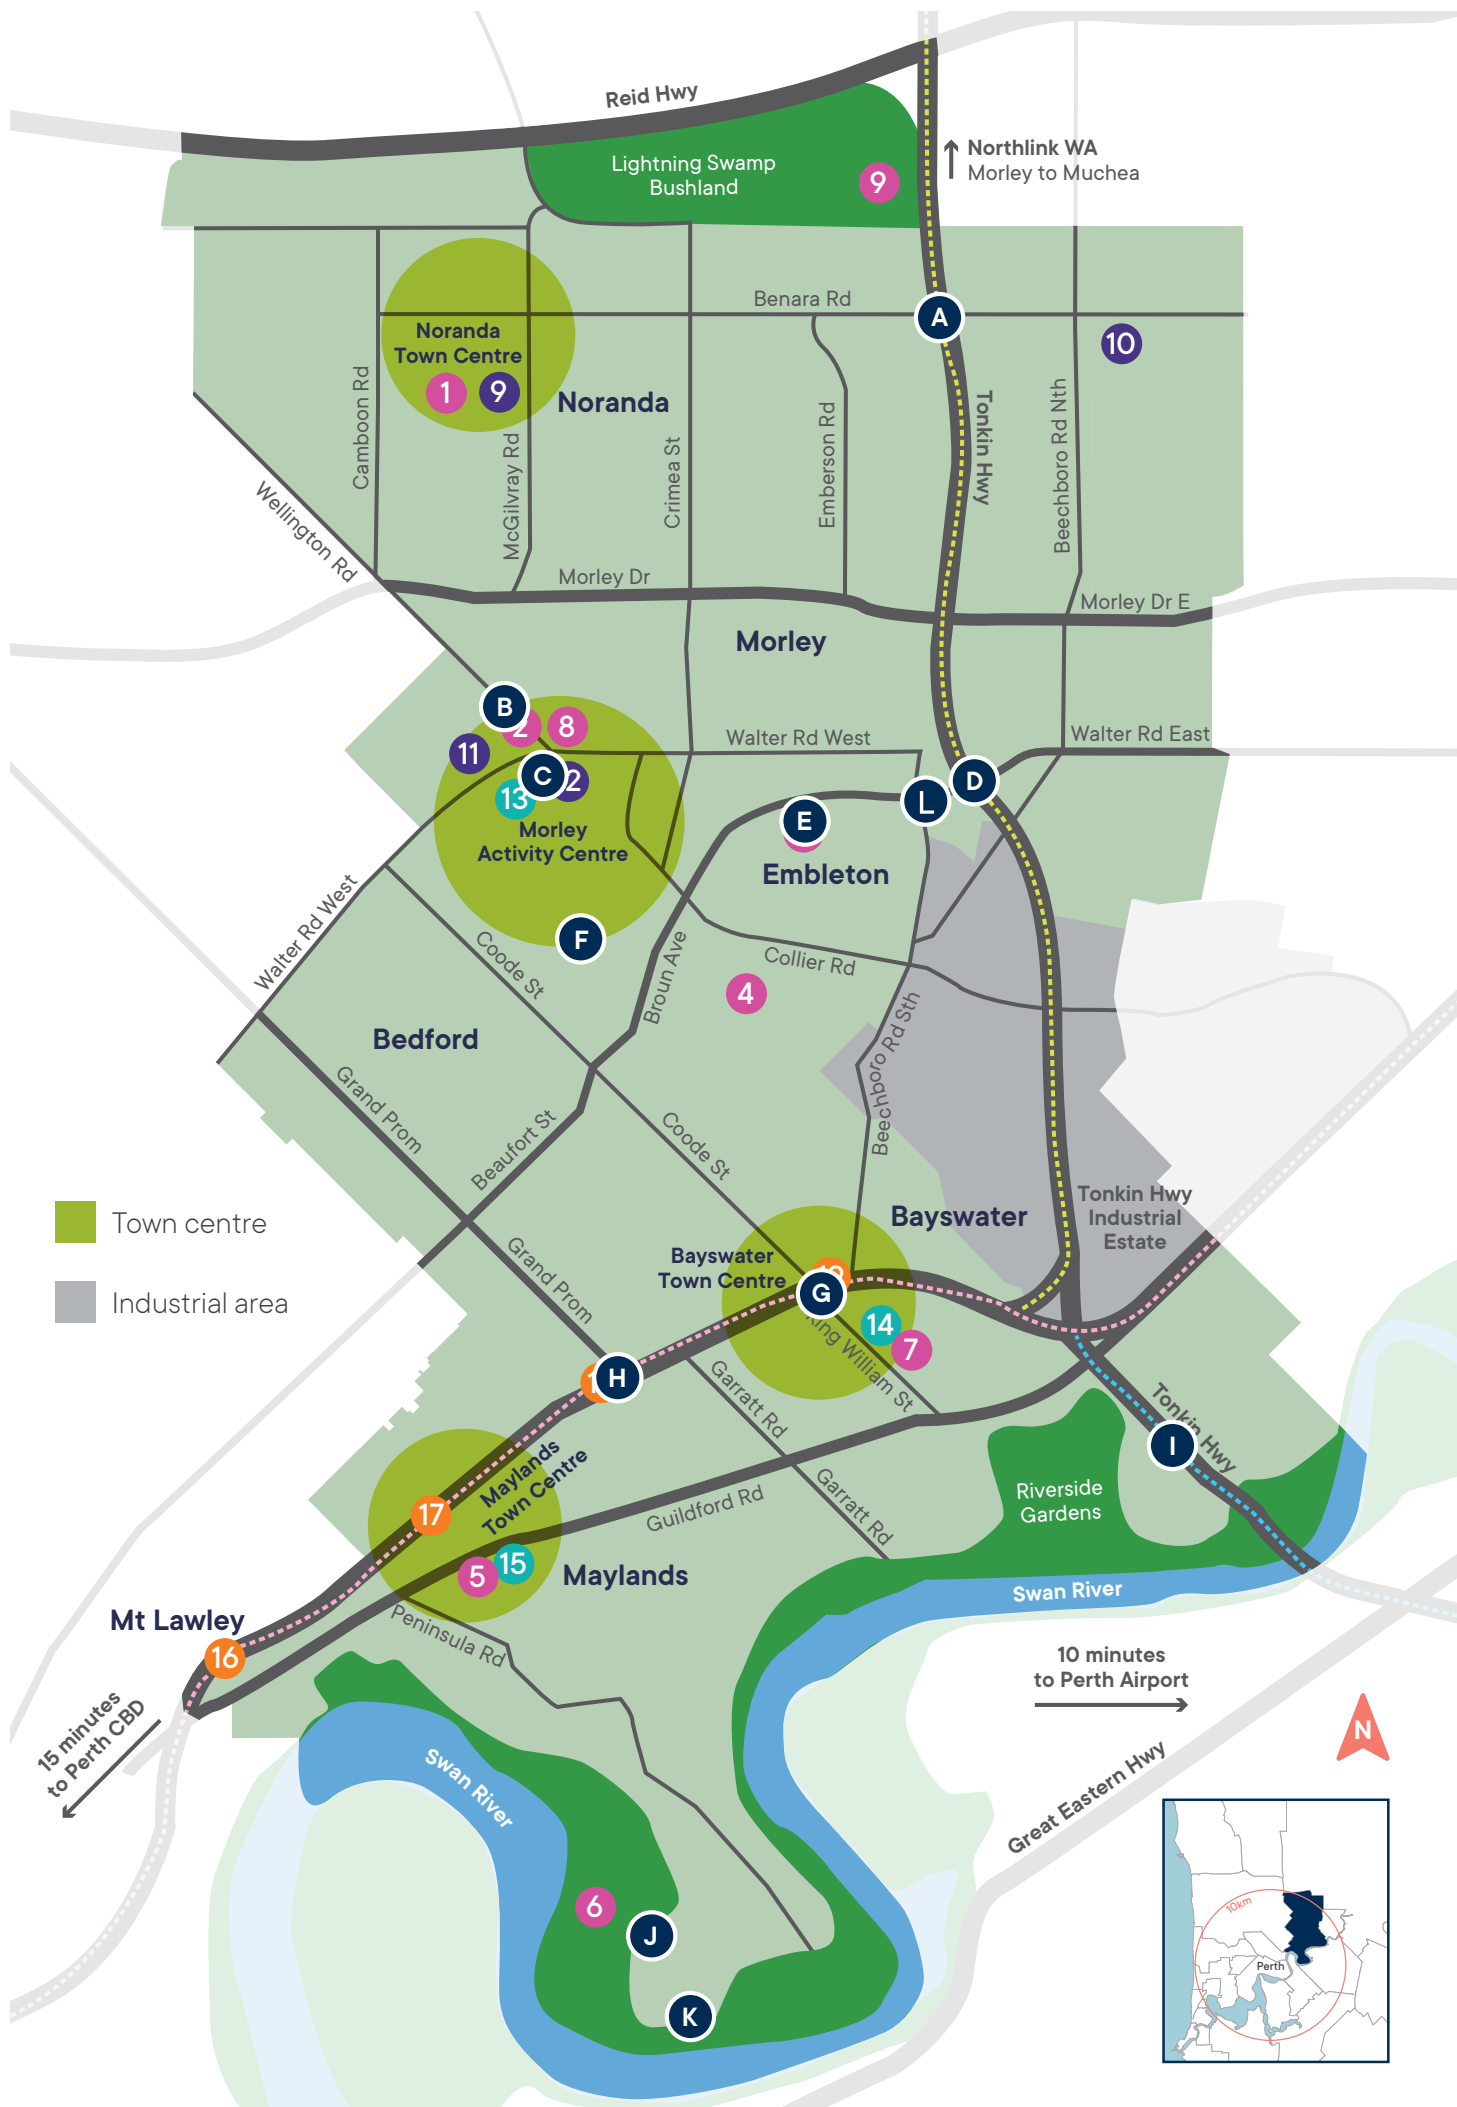 Reid Hwy
Northlink WA
Morley to Muchea
Lightning Swamp
Bushland
9
Benara Rd
A
10
Noranda
Town Centre
1
9
Noranda
Camboon Rd
McGilvray Rd
Crimea St
Emberson Rd
Tonkin Hwy
Beechboro Rd Nth
Wellington Rd
Morley Dr
Morley Dr E
Morley
B
2
8
11
C
2
13
Walter Rd West
Walter Rd East
D
L
E
Morley
Activity Centre
Embleton
Walter Rd West
F
Coode St
Broun Ave
Collier Rd
4
Beechboro Rd Sth
Bedford
Grand Prom
Beaufort St
Coode St
Tonkin Hwy
Industrial
Estate
Bayswater
Town centre
Industrial area
Grand Prom
Bayswater
Town Centre
G
14
7
King William St
H
Garratt Rd
Tonkin Hwy
I
Maylands
Town Centre
17
Guildford Rd
Garratt Rd
Riverside
Gardens
5
15
Maylands
Swan River
Mt Lawley
16
Peninsula Rd
10 minutes
to Perth Airport
15 minutes
to Perth CBD
N
Swan River
Great Eastern Hwy
6
J
K
10km
Perth